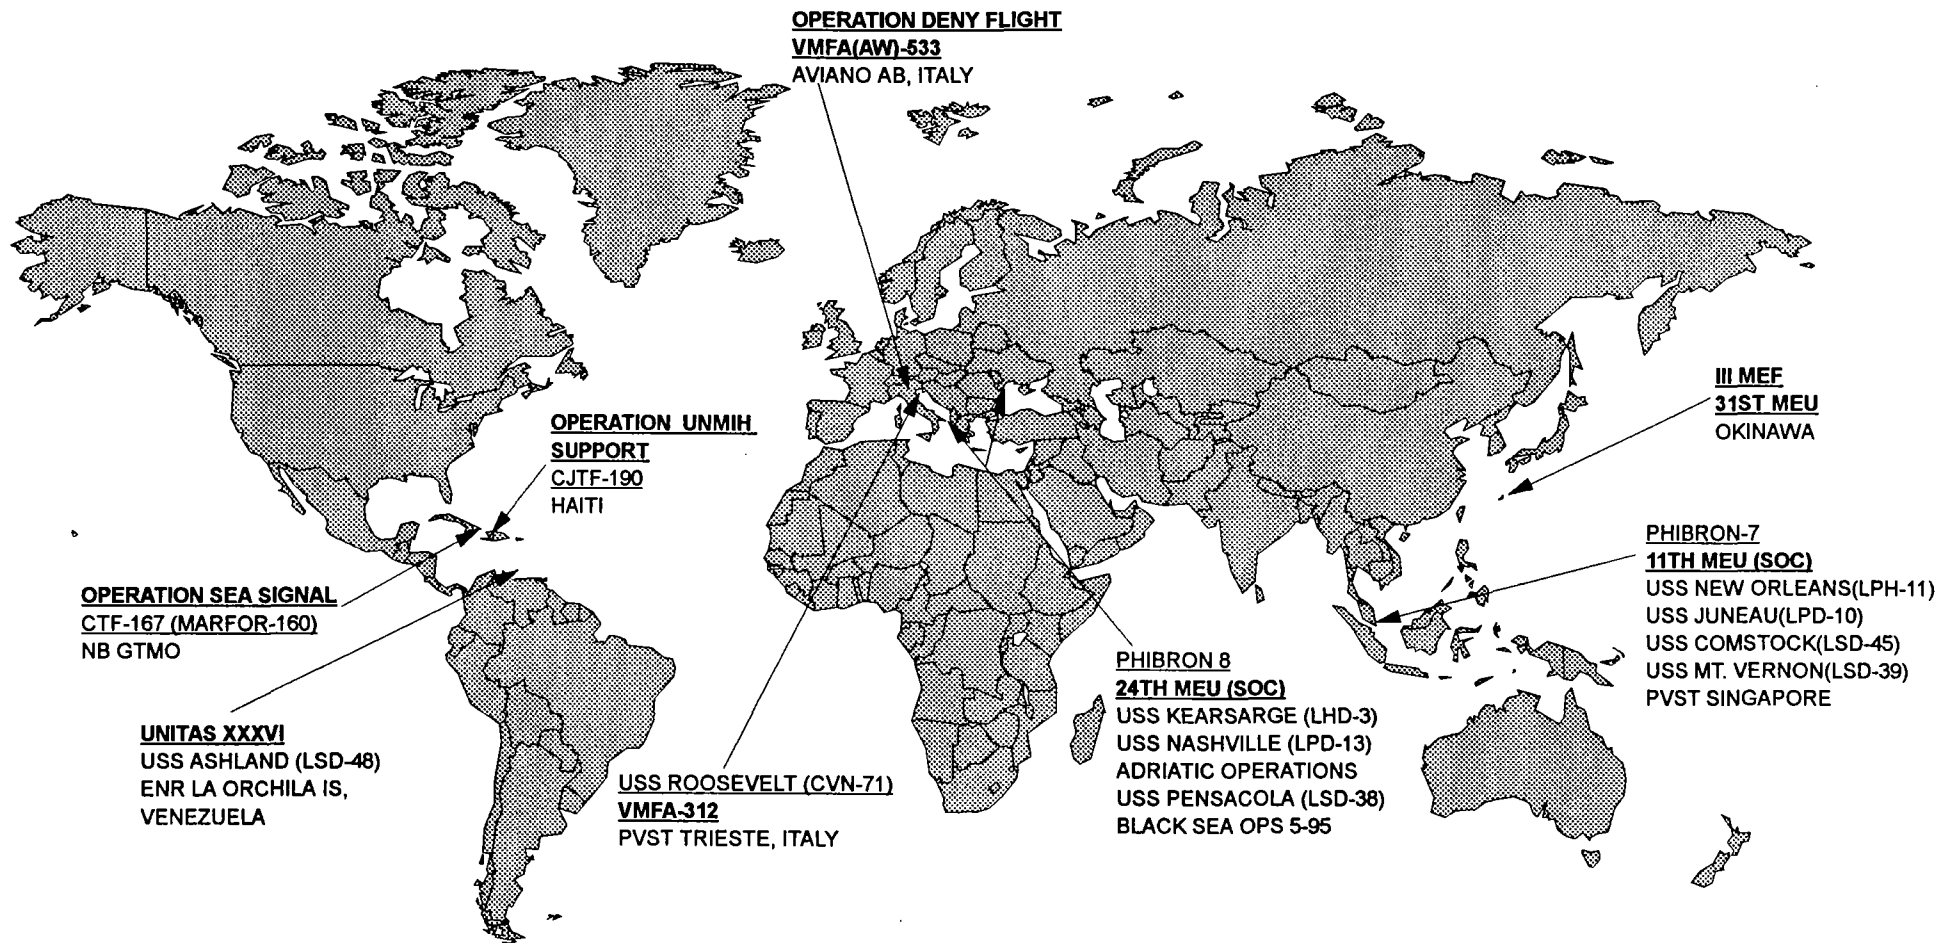 OPERATION DENY FLIGHT
VMFA(AW)-533
AVIANO AB, ITALY
III MEF
31ST MEU
OKINAWA
OPERATION UNMIH
SUPPORT
CJTF-190
HAITI
PHIBRON-7
11TH MEU (SOC)
USS NEW ORLEANS(LPH-11)
USS JUNEAU(LPD-10)
USS COMSTOCK(LSD-45)
USS MT. VERNON(LSD-39)
PVST SINGAPORE
OPERATION SEA SIGNAL
CTF-167 (MARFOR-160)
NB GTMO
PHIBRON 8
24TH MEU (SOC)
USS KEARSARGE (LHD-3)
USS NASHVILLE (LPD-13)
ADRIATIC OPERATIONS
USS PENSACOLA (LSD-38)
BLACK SEA OPS 5-95
UNITAS XXXVI
USS ASHLAND (LSD-48)
ENR LA ORCHILA IS,
VENEZUELA
USS ROOSEVELT (CVN-71)
VMFA-312
PVST TRIESTE, ITALY